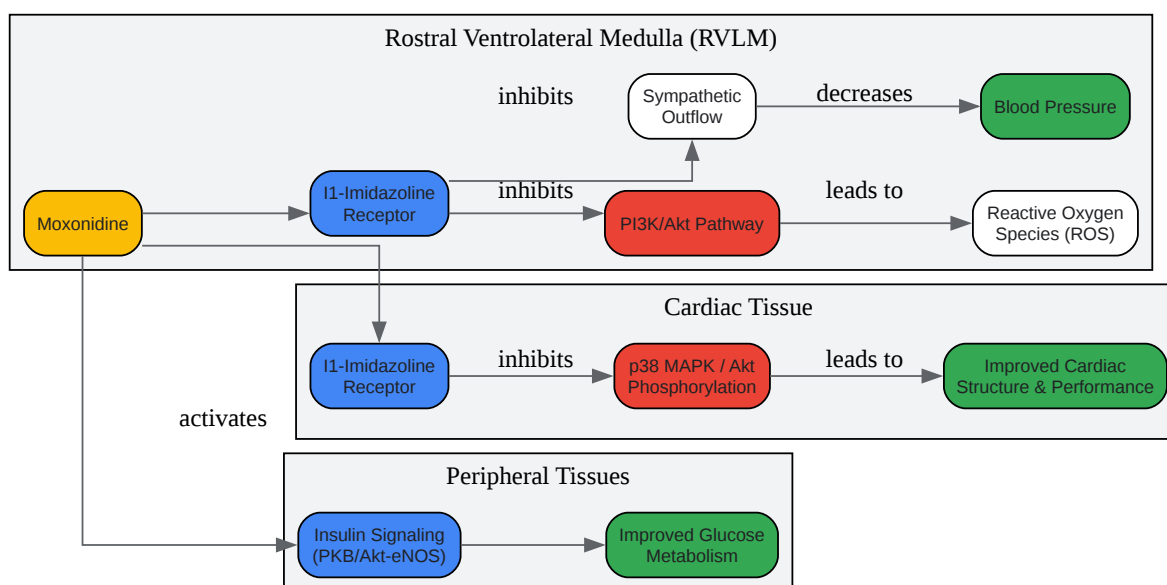 Rostral Ventrolateral Medulla (RVLM)
inhibits
Sympathetic
Outflow
decreases
Blood Pressure
Moxonidine
I1-Imidazoline
Receptor
inhibits
PI3K/Akt Pathway
leads to
Reactive Oxygen
Species (ROS)
Cardiac Tissue
I1-Imidazoline
Receptor
inhibits
p38 MAPK / Akt
Phosphorylation
leads to
Improved Cardiac
Structure & Performance
activates
Peripheral Tissues
Insulin Signaling
(PKB/Akt-eNOS)
Improved Glucose
Metabolism